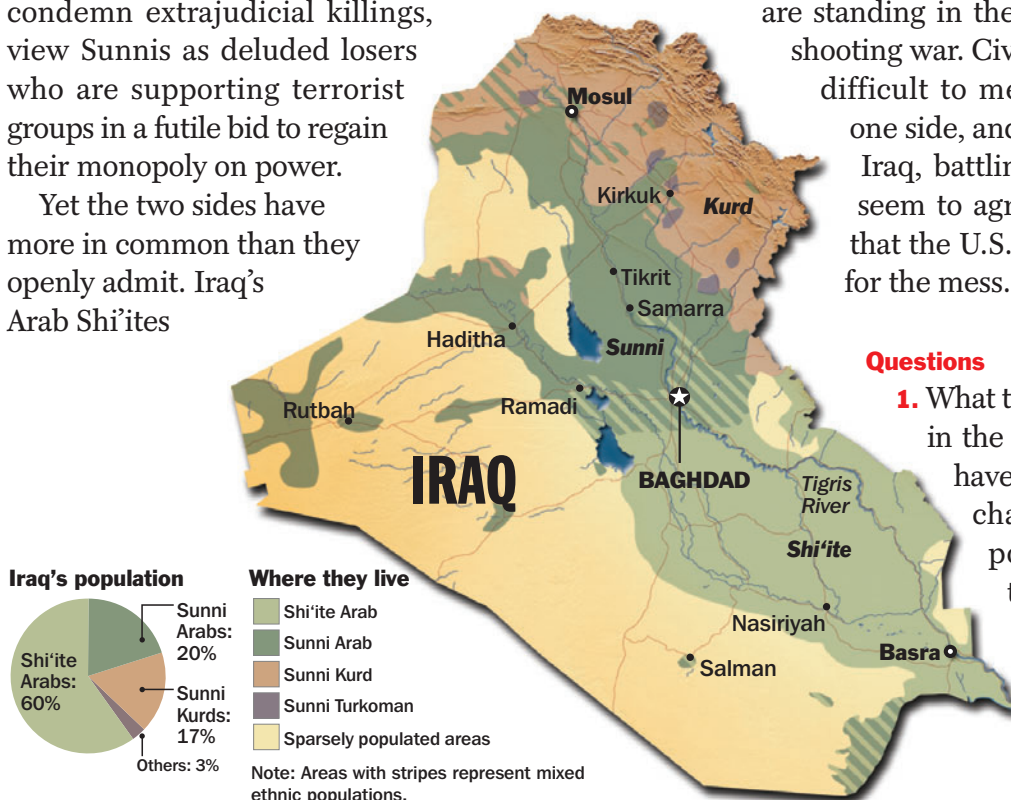 condemn extrajudicial killings,
view Sunnis as deluded losers
who are supporting terrorist
groups in a futile bid to regain
their monopoly on power.
Yet the two sides have
more in common than they
openly admit. Iraq's
Arab Shi'ites
are standing in the
shooting war. Civ
difficult to me
one side, and
Iraq, battlin
seem to agr
that the U.S.
for the mess.
Questions
1. What t
in the
have
cha
po
t
Mosul
Kirkuk
Kurd
Tikrit
Samarra
Haditha
Sunni
Rutbah
Ramadi
IRAQ
BAGHDAD
Tigris
River
Shi'ite
Nasiriyah
Basra
Salman
Iraq's population
Shi'ite
Arabs:
60%
Sunni
Arabs:
20%
Sunni
Kurds:
17%
Others: 3%
Where they live
Shi'ite Arab
Sunni Arab
Sunni Kurd
Sunni Turkoman
Sparsely populated areas
Note: Areas with stripes represent mixed
ethnic populations.